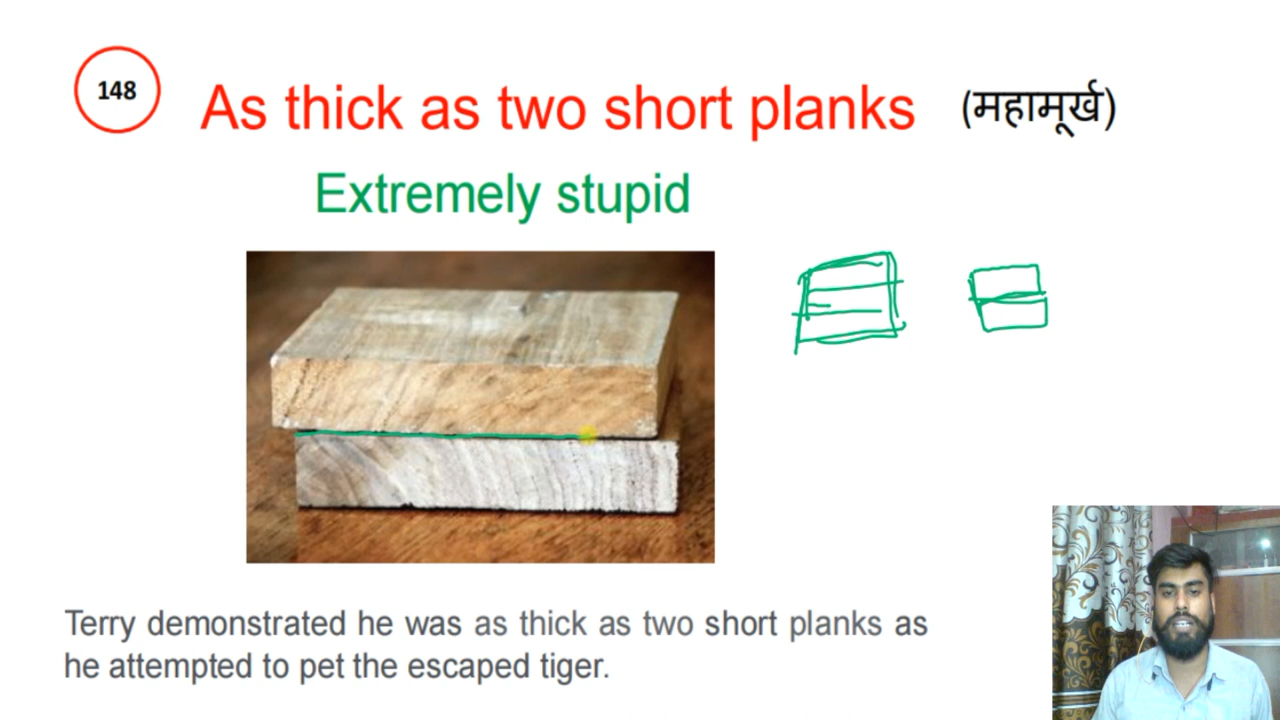 148
As thick as two short planks (महामूर्ख)
Extremely stupid
Terry demonstrated he was as thick as two short planks as
he attempted to pet the escaped tiger.